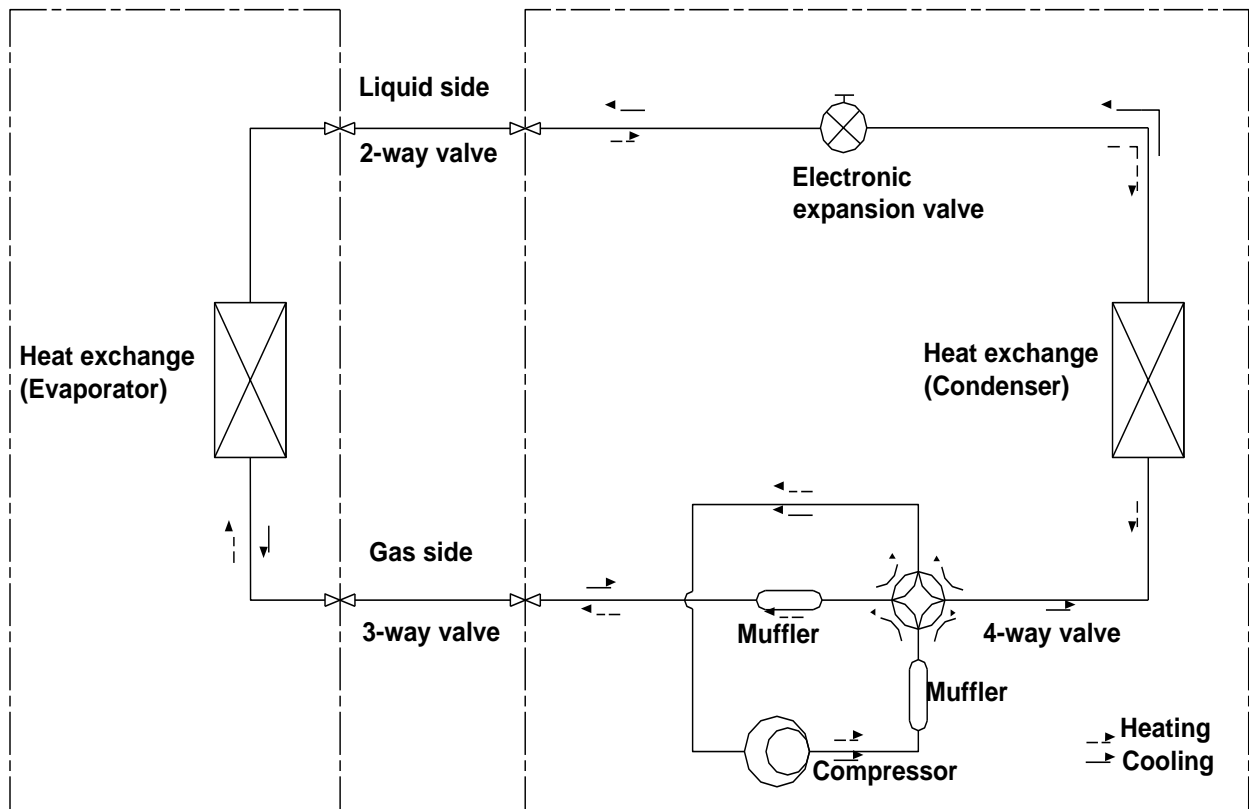 Liquid side
2-way valve
Electronic
expansion valve
Heat exchange
(Evaporator)
Heat exchange
(Condenser)
Gas side
3-way valve
Muffler
4-way valve
Muffler
Compressor
Heating
Cooling